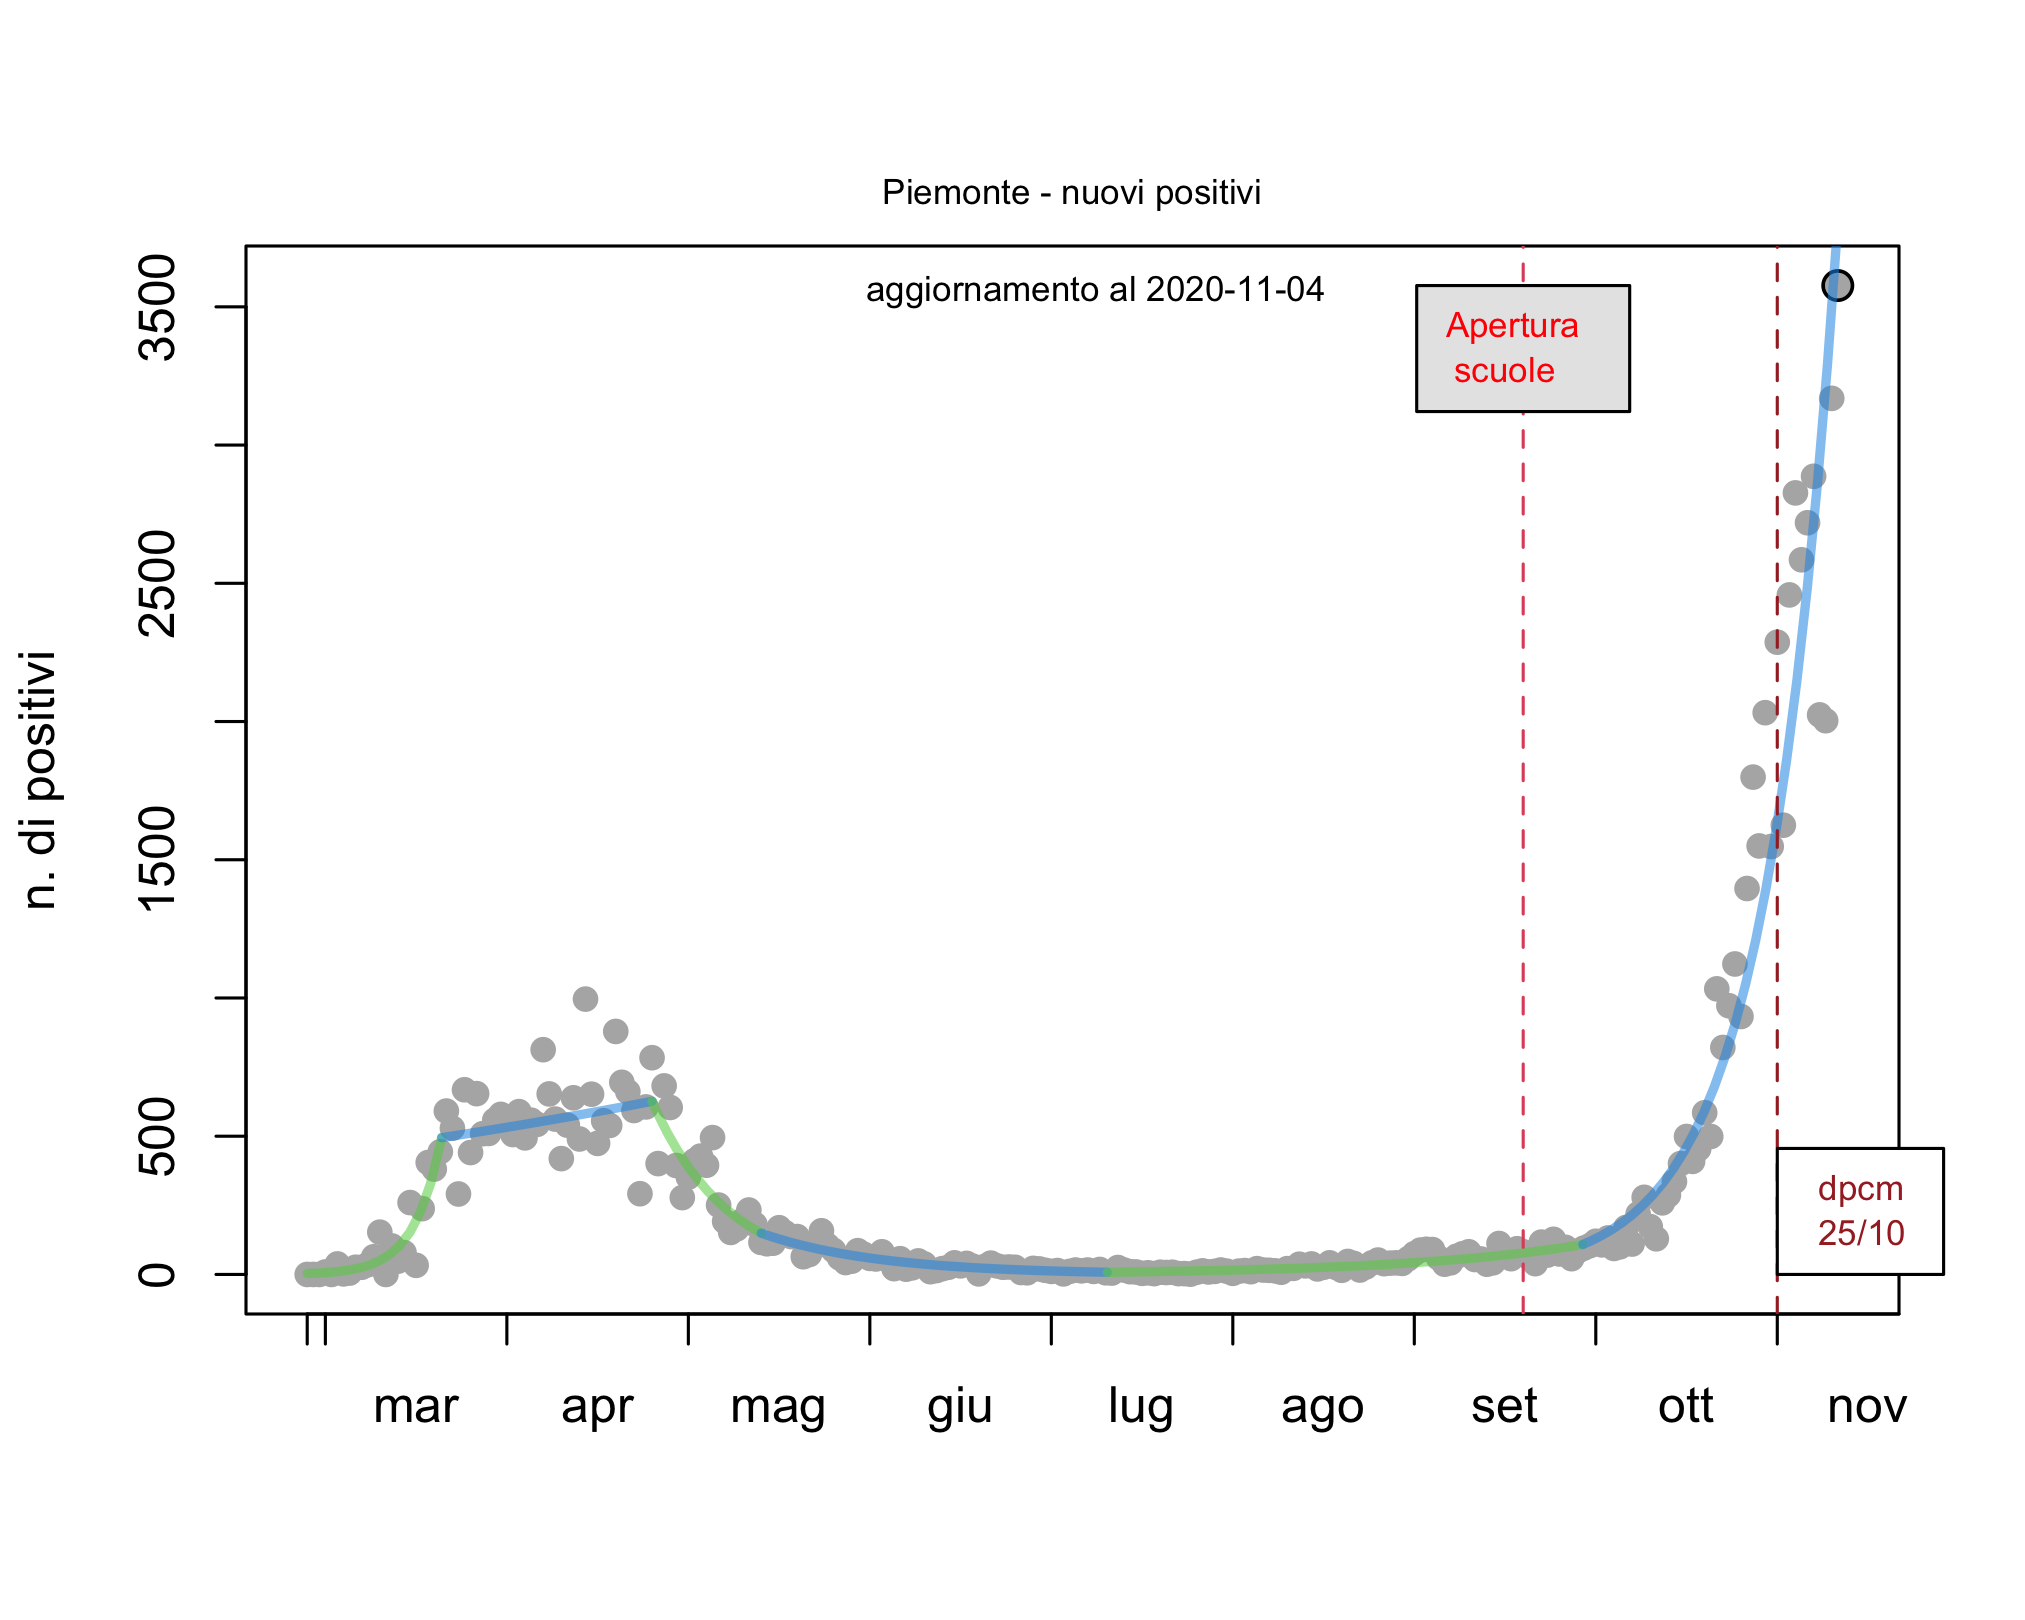 Piemonte - nuovi positivi
aggiornamento al 2020-11-04
Apertura
scuole
n. di positivi
3500
2500
1500
500
0
dpcm
25/10
mar apr mag giu lug ago set ott nov